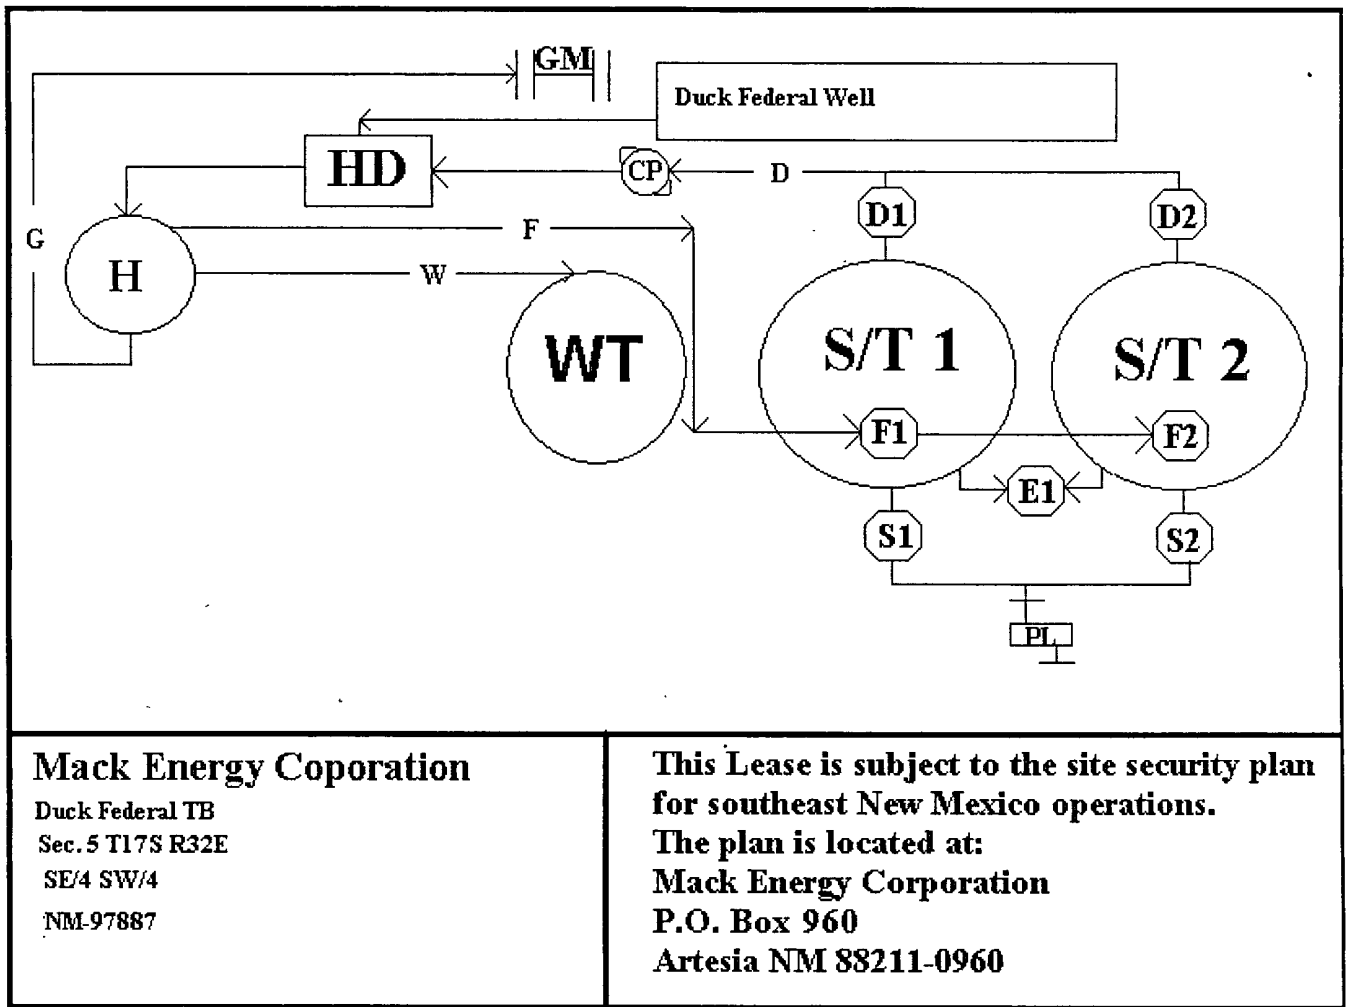 GM
Duck Federal Well
HD
CP
D
D1
D2
G
H
F
W
WT
S/T 1
S/T 2
F1
F2
E1
S1
S2
PL
Mack Energy Coporation
Duck Federal TB
Sec. 5 T17S R32E
SE/4 SW/4
NM-97887
This Lease is subject to the site security plan
for southeast New Mexico operations.
The plan is located at:
Mack Energy Corporation
P.O. Box 960
Artesia NM 88211-0960